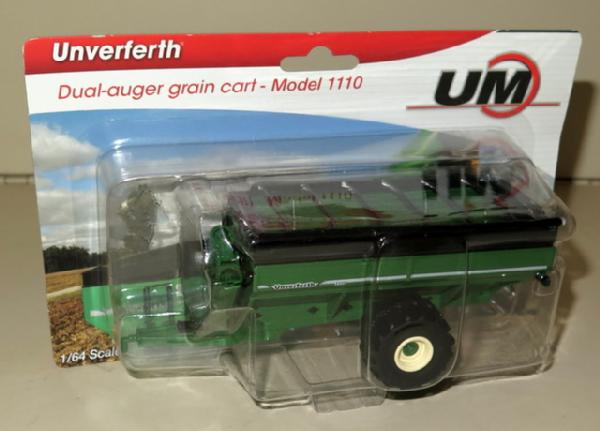 Unverferth®
Dual-auger grain cart - Model 1110
UM
Unverferth
1/64 Scale